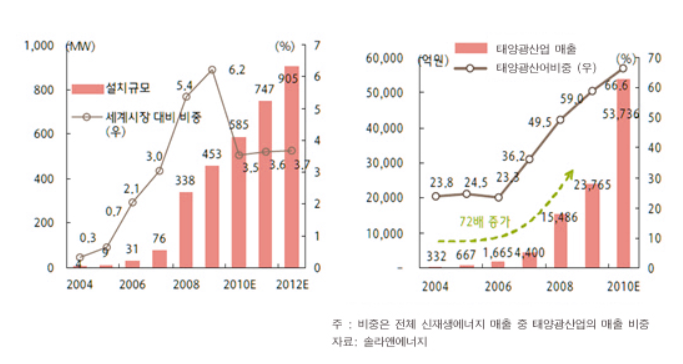 1,000 (MW) (%) 7
설치규모
세계시장 대비 비중
(우)
800 600 400 200 0
6 5 4 3 2 1 0
0.3 0.7 2.1 3.0 5.4 6.2 3.5 3.6 3.7
4 9 31 76 338 453 585 747 905
2004 2006 2008 2010E 2012E
태양광산업 매출
태양광산어비중 (우)
(억원) (%) 70
60,000 50,000 40,000 30,000 20,000 10,000 -
60 50 40 30 20 10 0
23.8 24.5 23.3 36.2 49.5 59.0 66.6
72배 증가
332 667 1,665 4,400 15,486 23,765 53,736
2004 2006 2008 2010E
주 : 비중은 전체 신재생에너지 매출 중 태양광산업의 매출 비중
자료: 솔라앤에너지